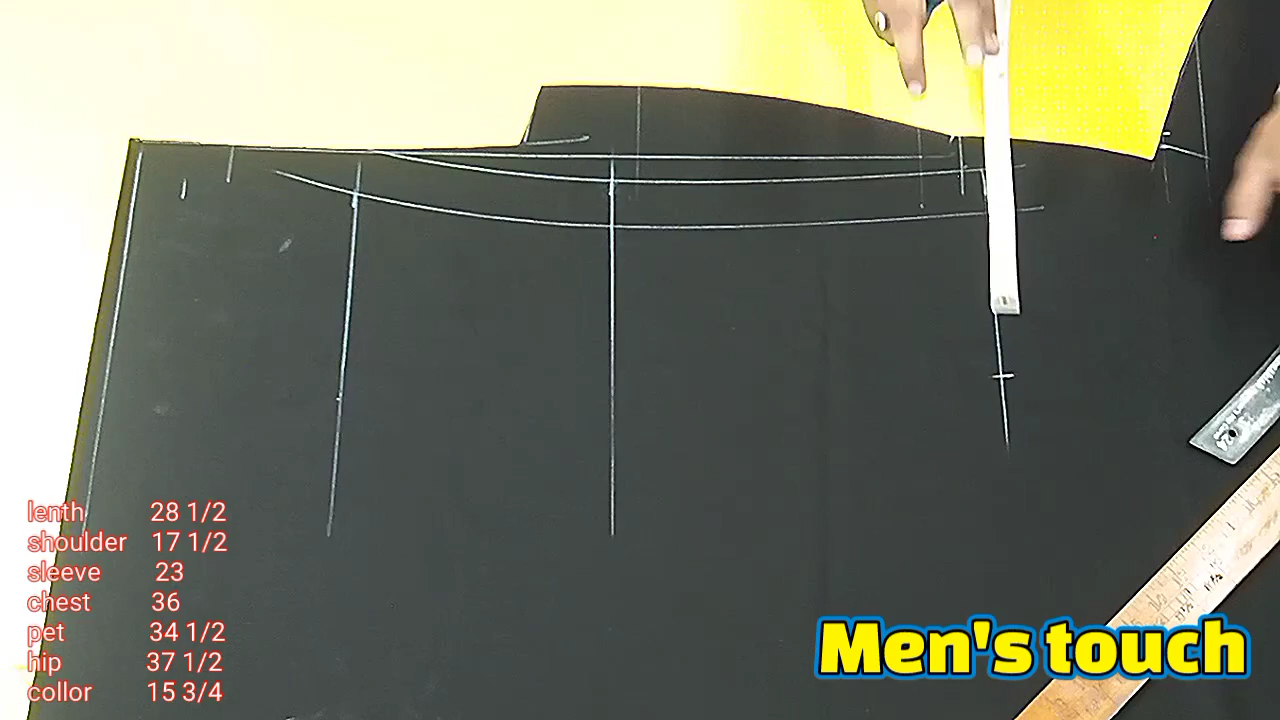 lenth 28 1/2
shoulder 17 1/2
sleeve 23
chest 36
pet 34 1/2
hip 37 1/2
collor 15 3/4
Men's touch
24